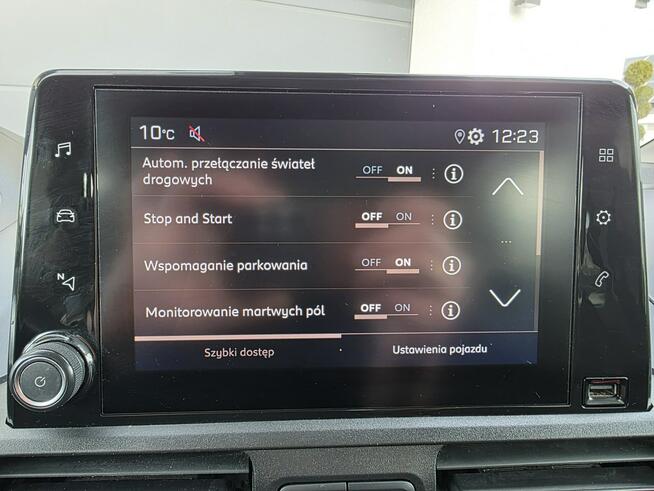 10°C
12:23
Autom. przełączanie świateł
drogowych
OFF ON
Stop and Start
OFF ON
Wspomaganie parkowania
OFF ON
Monitorowanie martwych pól
OFF ON
Szybki dostęp
Ustawienia pojazdu
N